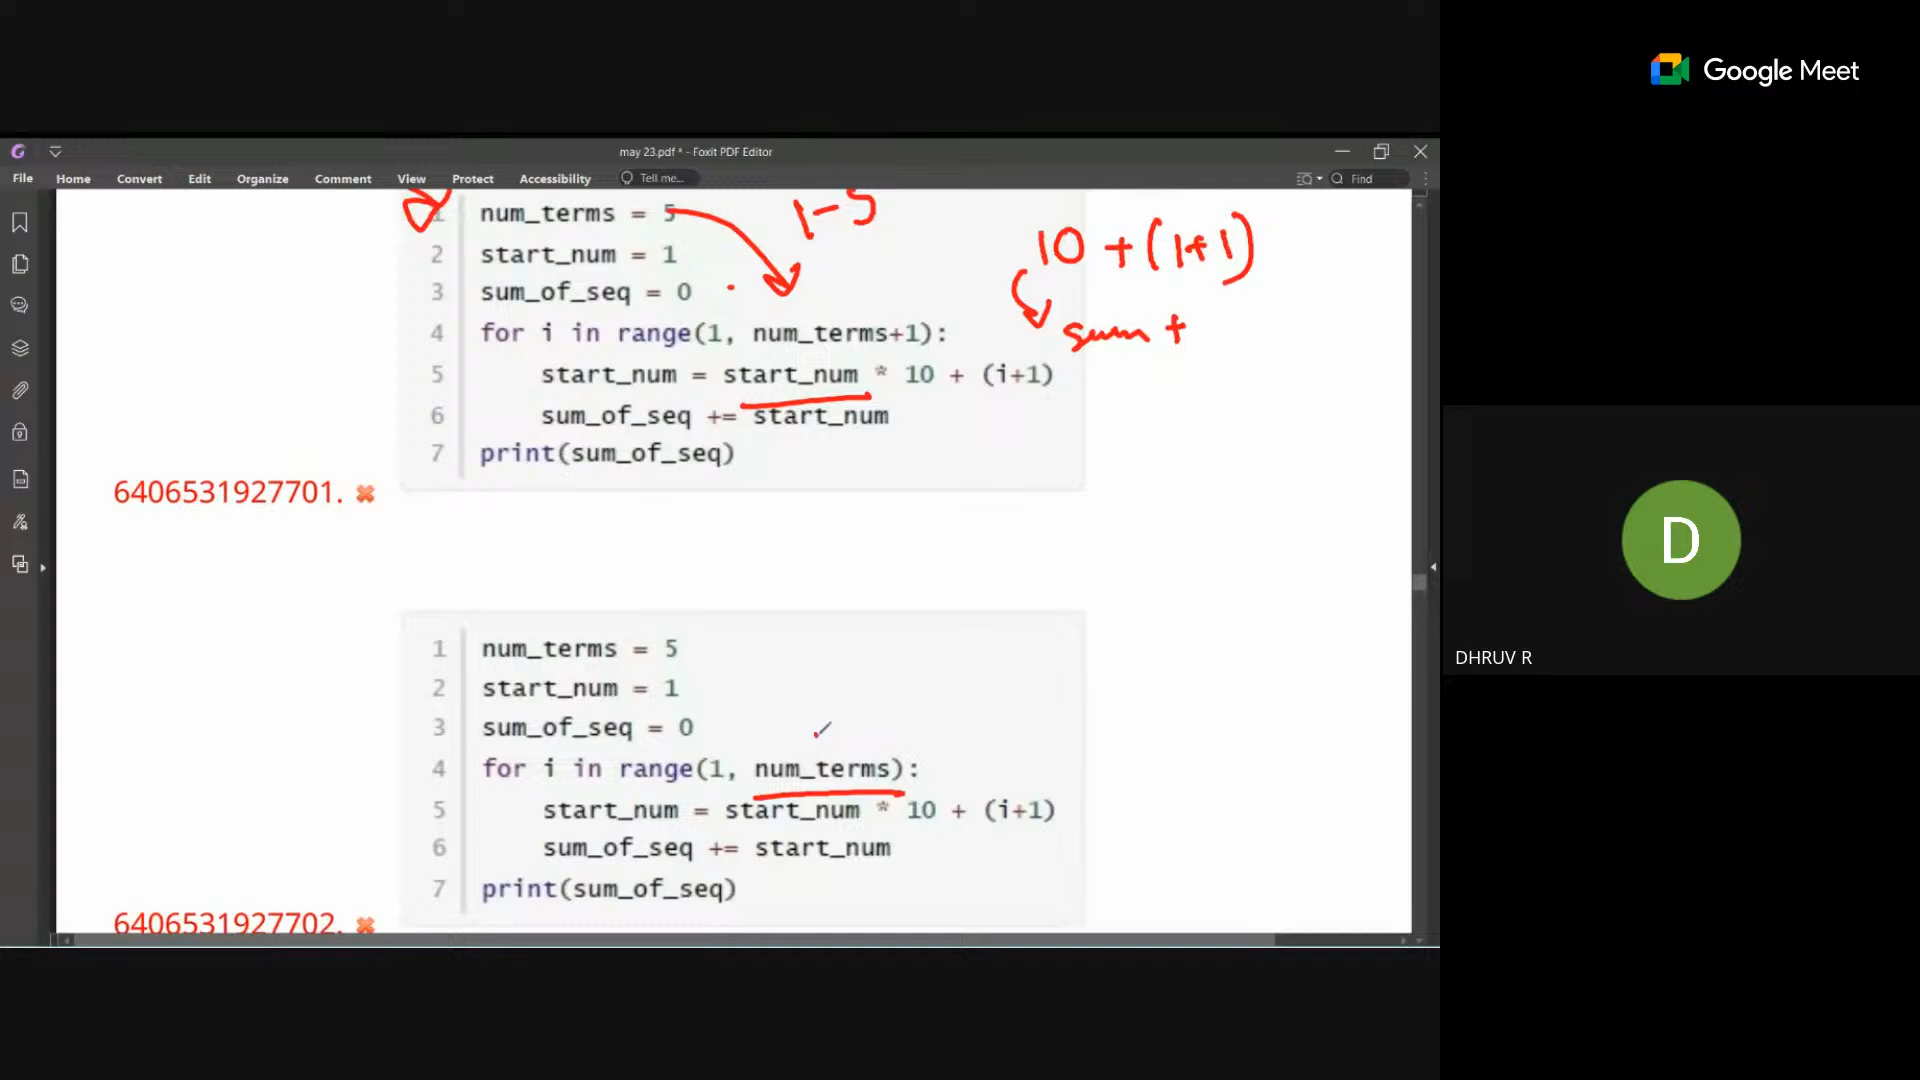 Google Meet
may 23.pdf * - Foxit PDF Editor
File Home Convert Organize Edit Comment View Protect Accessibility Tell me... Find
1 num_terms = 5
1-5
2 start_num = 1
10 + (1+1)
3 sum_of_seq = 0
sum +
4 for i in range(1, num_terms+1):
5 start_num = start_num * 10 + (i+1)
6 sum_of_seq += start_num
7 print(sum_of_seq)
6406531927701.
1 num_terms = 5
2 start_num = 1
3 sum_of_seq = 0
4 for i in range(1, num_terms):
5 start_num = start_num * 10 + (i+1)
6 sum_of_seq += start_num
7 print(sum_of_seq)
6406531927702.
D
DHRUV R